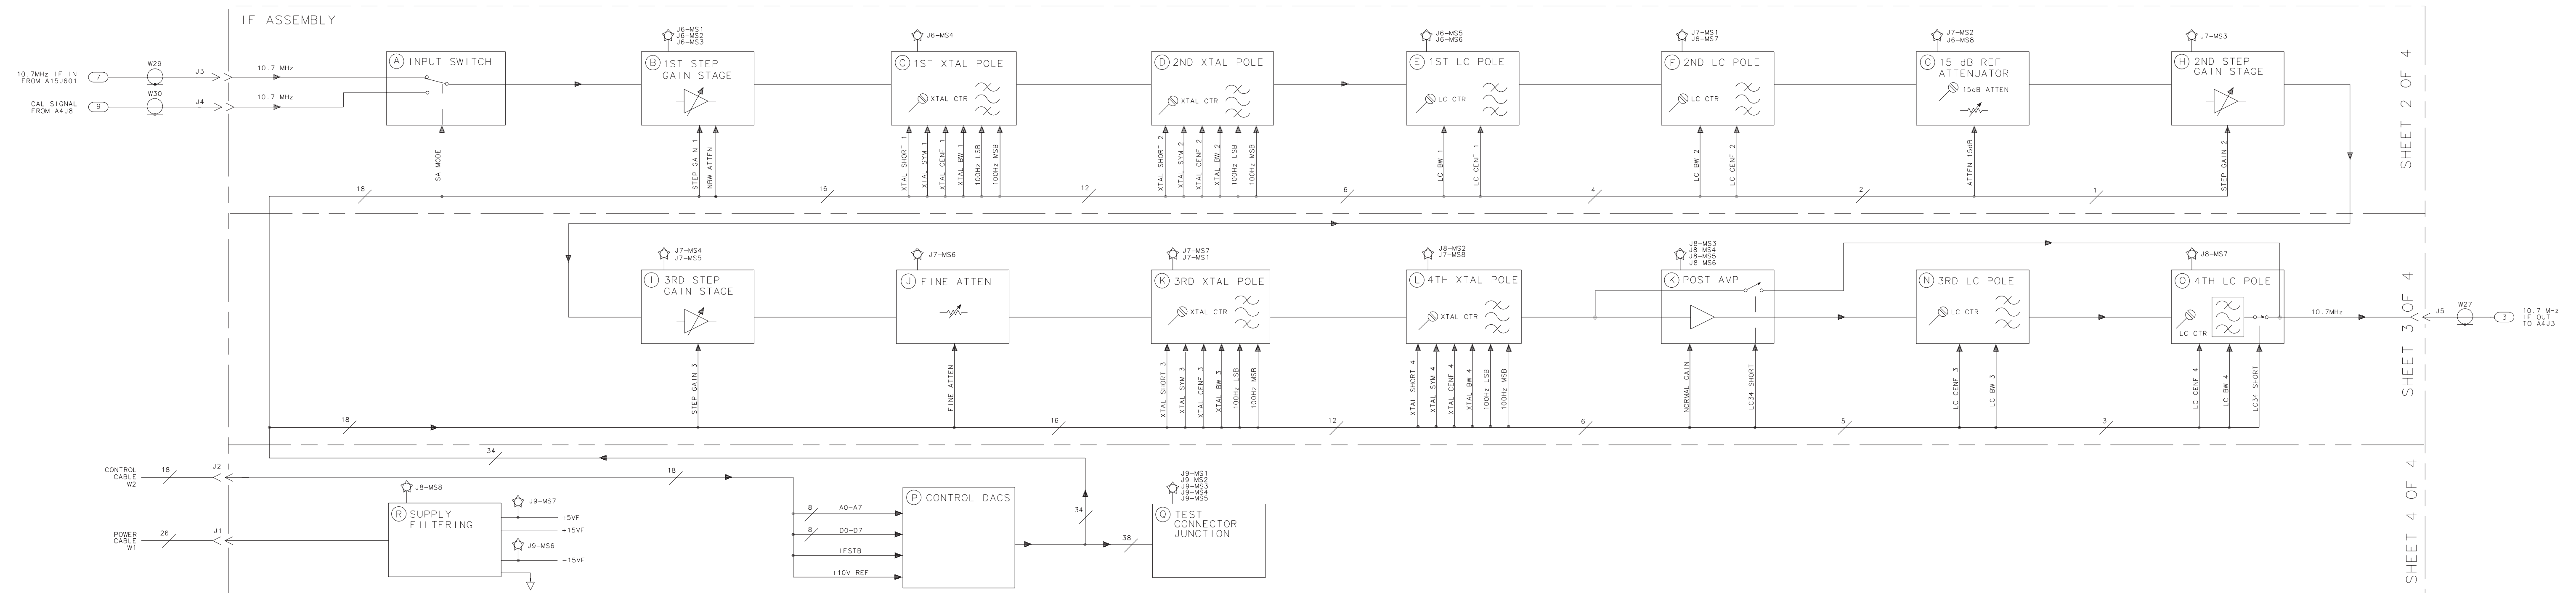 IF ASSEMBLY
10.7MHz IF IN
FROM A15J601
7
W29
J3
10.7 MHz
CAL SIGNAL
FROM A4J8
9
W30
J4
10.7 MHz
A INPUT SWITCH
SA MODE
J6-MS1
J6-MS2
J6-MS3
B 1ST STEP
GAIN STAGE
STEP GAIN 1
NBW ATTEN
J6-MS4
C 1ST XTAL POLE
XTAL CTR
XTAL SHORT 1
XTAL SYM 1
XTAL CENF 1
XTAL BW 1
100Hz LSB
100Hz MSB
D 2ND XTAL POLE
XTAL CTR
XTAL SHORT 2
XTAL SYM 2
XTAL CENF 2
XTAL BW 2
100Hz LSB
100Hz MSB
J6-MS5
J6-MS6
E 1ST LC POLE
LC CTR
LC BW 1
LC CENF 1
J7-MS1
J6-MS7
F 2ND LC POLE
LC CTR
LC BW 2
LC CENF 2
J7-MS2
J6-MS8
G 15 dB REF
ATTENUATOR
15dB ATTEN
ATTEN 15dB
J7-MS3
H 2ND STEP
GAIN STAGE
STEP GAIN 2
18
16
12
6
4
2
1
SHEET 2 OF 4
J7-MS4
J7-MS5
I 3RD STEP
GAIN STAGE
STEP GAIN 3
J7-MS6
J FINE ATTEN
FINE ATTEN
J7-MS7
J7-MS1
K 3RD XTAL POLE
XTAL CTR
XTAL SHORT 3
XTAL SYM 3
XTAL CENF 3
XTAL BW 3
100Hz LSB
100Hz MSB
J8-MS2
J7-MS8
L 4TH XTAL POLE
XTAL CTR
XTAL SHORT 4
XTAL SYM 4
XTAL CENF 4
XTAL BW 4
100Hz LSB
100Hz MSB
J8-MS3
J8-MS4
J8-MS5
J8-MS6
K POST AMP
NORMAL GAIN
LC34 SHORT
N 3RD LC POLE
LC CTR
LC CENF 3
LC BW 3
J8-MS7
O 4TH LC POLE
LC CTR
LC CENF 4
LC BW 4
LC34 SHORT
10.7MHz
J5
W27
3
10.7 MHz
IF OUT
TO A4J3
18
16
12
6
5
3
SHEET 3 OF 4
34
CONTROL
CABLE
W2
18
J2
18
POWER
CABLE
W1
26
J1
J8-MS8
R SUPPLY
FILTERING
J9-MS7
+5VF
+15VF
J9-MS6
-15VF
8
A0-A7
8
D0-D7
IFSTB
+10V REF
P CONTROL DACS
34
38
J9-MS1
J9-MS2
J9-MS3
J9-MS4
J9-MS5
Q TEST
CONNECTOR
JUNCTION
SHEET 4 OF 4